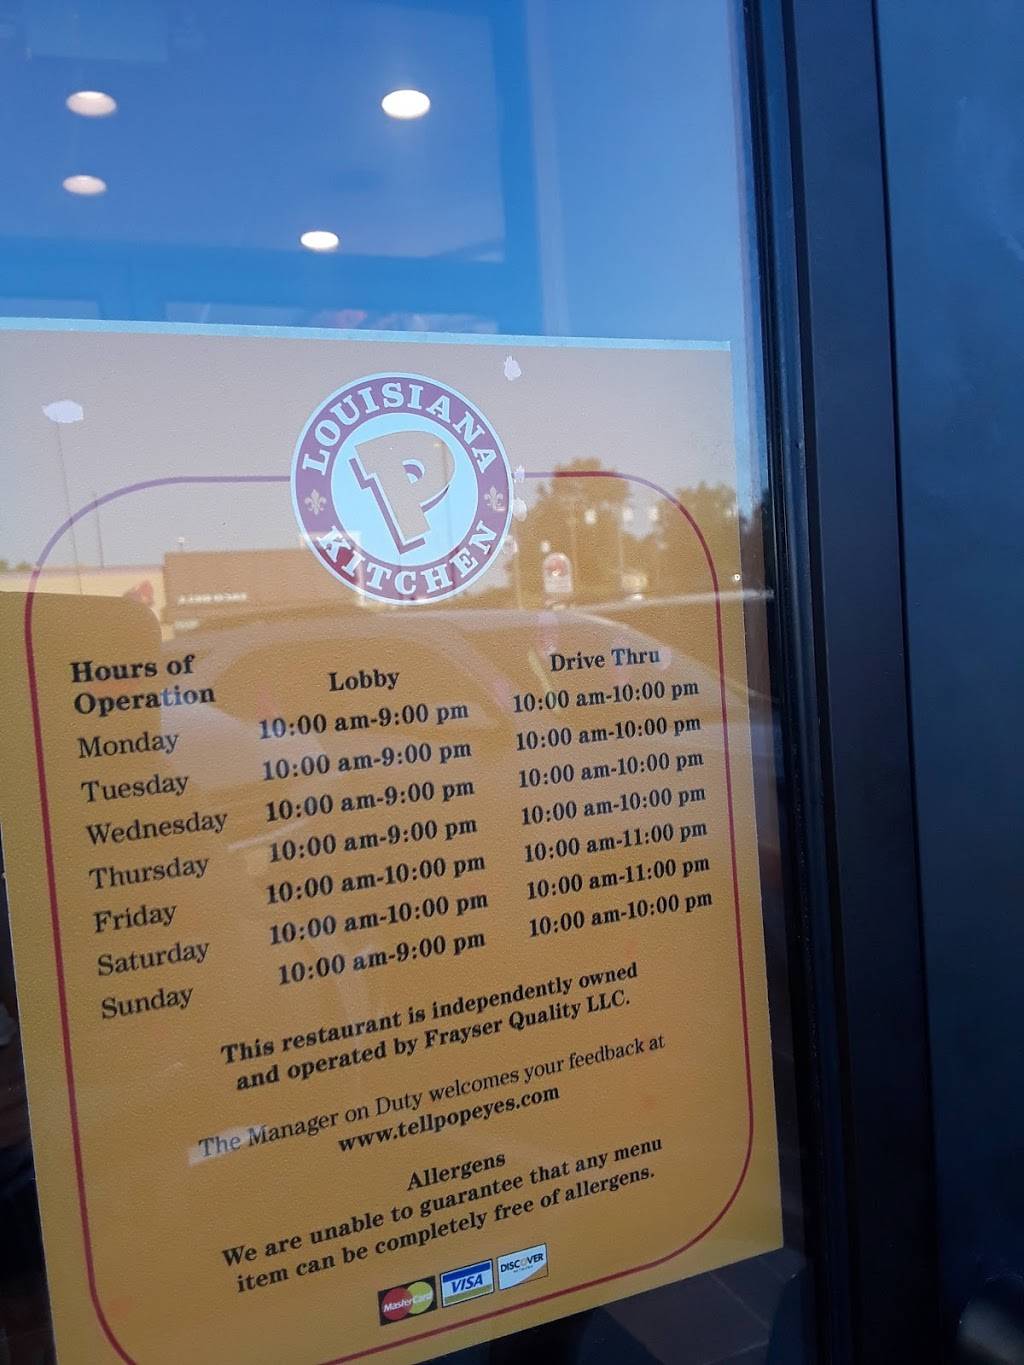 LOUISIANA
P
KITCHEN
Hours of
Operation Lobby Drive Thru
Monday 10:00 am-9:00 pm 10:00 am-10:00 pm
Tuesday 10:00 am-9:00 pm 10:00 am-10:00 pm
Wednesday 10:00 am-9:00 pm 10:00 am-10:00 pm
Thursday 10:00 am-9:00 pm 10:00 am-10:00 pm
Friday 10:00 am-10:00 pm 10:00 am-11:00 pm
Saturday 10:00 am-10:00 pm 10:00 am-11:00 pm
Sunday 10:00 am-9:00 pm 10:00 am-10:00 pm
This restaurant is independently owned
and operated by Frayser Quality LLC.
The Manager on Duty welcomes your feedback at
www.tellpopeyes.com
Allergens
We are unable to guarantee that any menu
item can be completely free of allergens.
MasterCard VISA DISCOVER